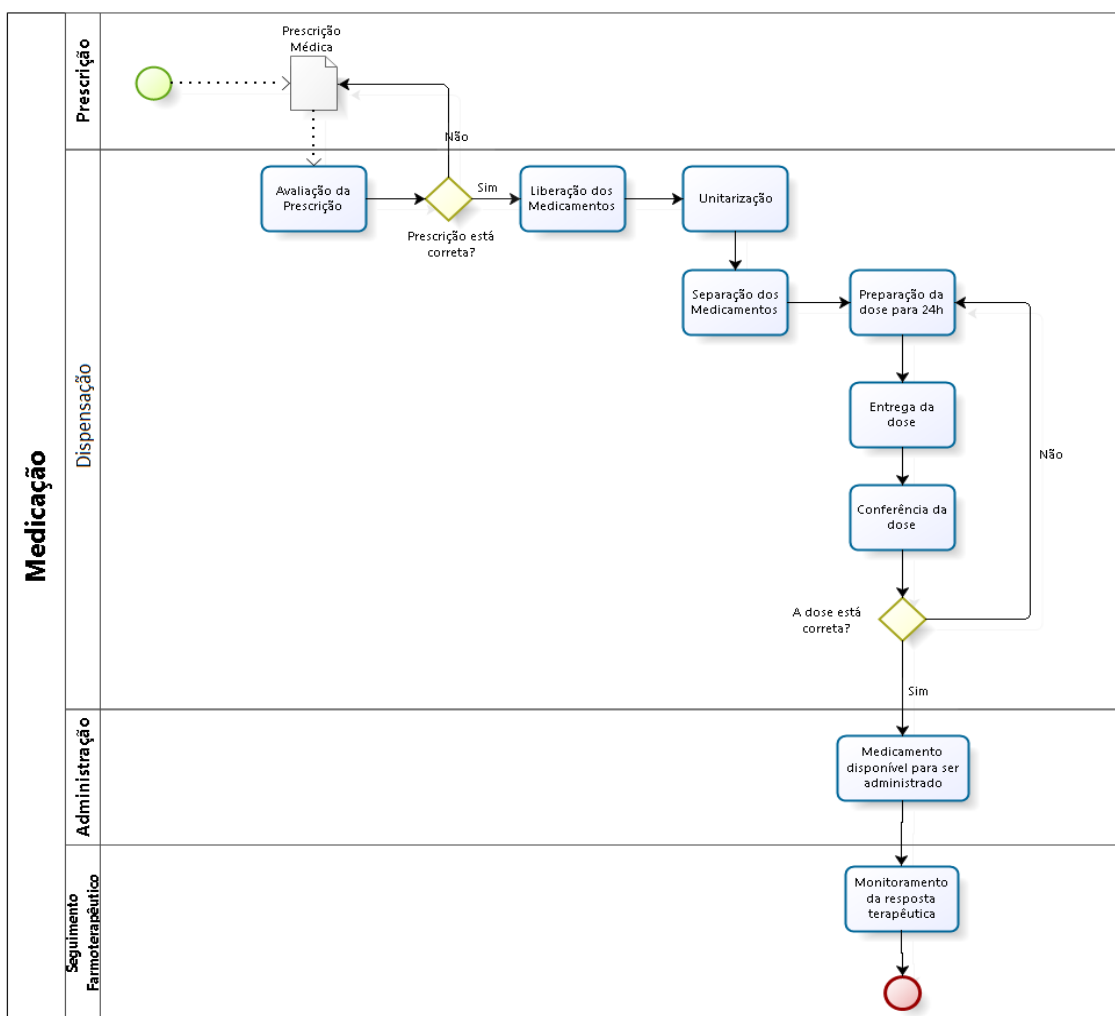 Medicação
Prescrição
Prescrição
Médica
Não
Dispensação
Avaliação da
Prescrição
Prescrição está
correta?
Sim
Liberação dos
Medicamentos
Unitarização
Separação dos
Medicamentos
Preparação da
dose para 24h
Entrega da
dose
Não
Conferência da
dose
A dose está
correta?
Sim
Administração
Medicamento
disponível para ser
administrado
Seguimento
Farmoterapêutico
Monitoramento
da resposta
terapêutica